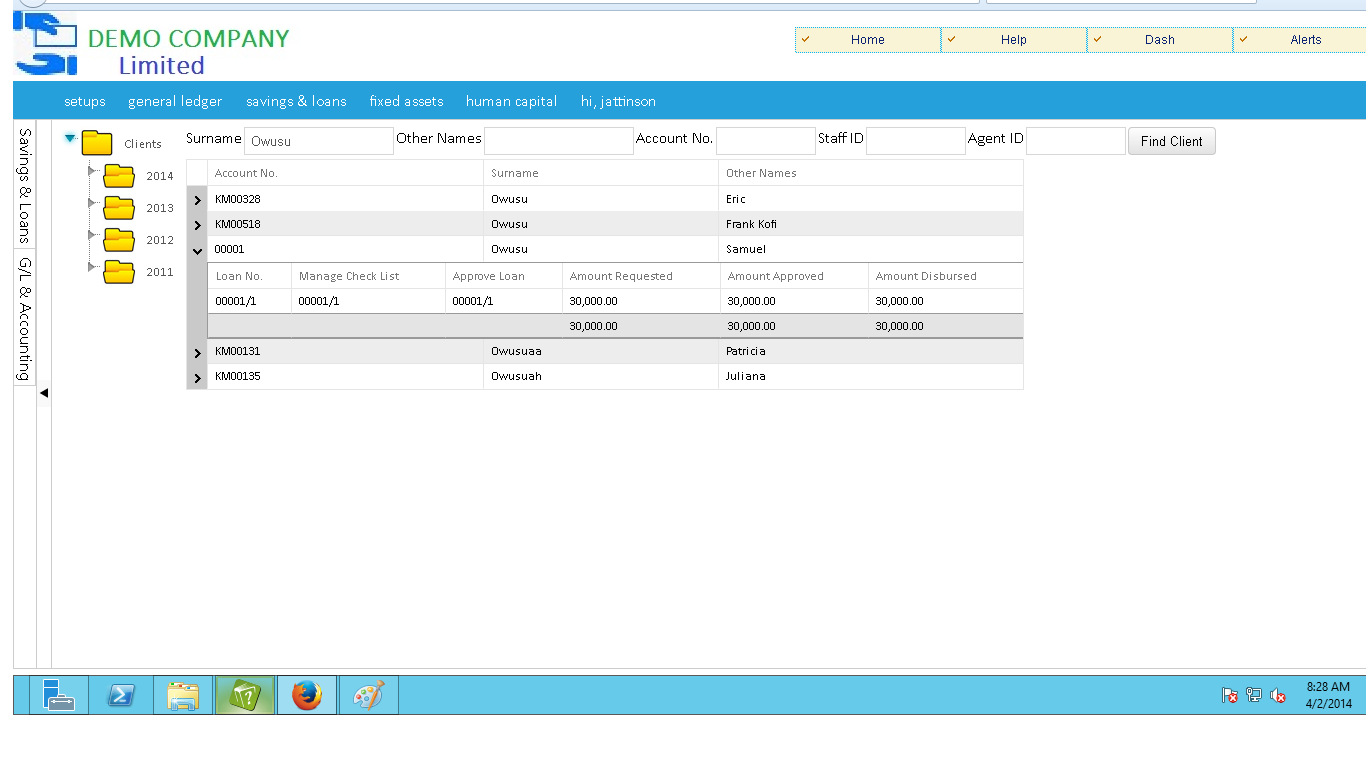 DEMO COMPANY
Limited
Home Help Dash Alerts
setups general ledger savings & loans fixed assets human capital hi, jattinson
Savings & Loans
G/L & Accounting
Clients
2014
2013
2012
2011
Surname Owusu Other Names Account No. Staff ID Agent ID Find Client
Account No. Surname Other Names
KM00328 Owusu Eric
KM00518 Owusu Frank Kofi
00001 Owusu Samuel
Loan No. Manage Check List Approve Loan Amount Requested Amount Approved Amount Disbursed
00001/1 00001/1 00001/1 30,000.00 30,000.00 30,000.00
30,000.00 30,000.00 30,000.00
KM00131 Owusuaa Patricia
KM00135 Owusuah Juliana
8:28 AM
4/2/2014